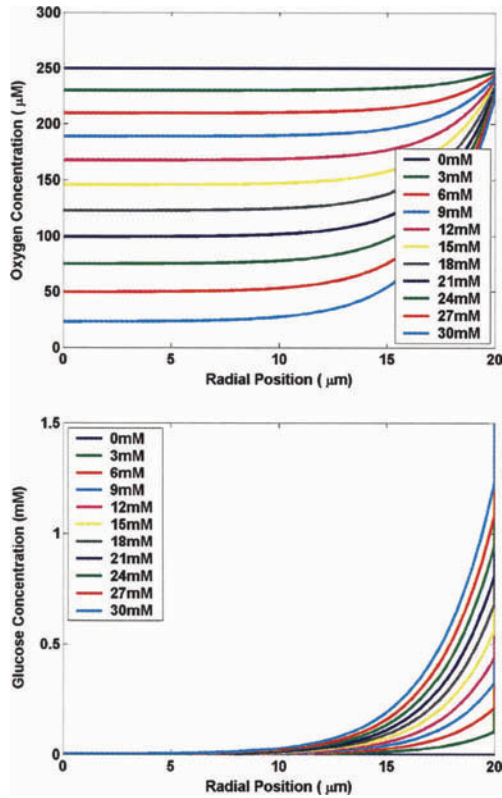 300
250
200
150
100
50
0
Oxygen Concentration ( μM)
0mM
3mM
6mM
9mM
12mM
15mM
18mM
21mM
24mM
27mM
30mM
0
5
10
15
20
Radial Position ( μm)
1.5
1
0.5
0
Glucose Concentration (mM)
0mM
3mM
6mM
9mM
12mM
15mM
18mM
21mM
24mM
27mM
30mM
0
5
10
15
20
Radial Position ( μm)